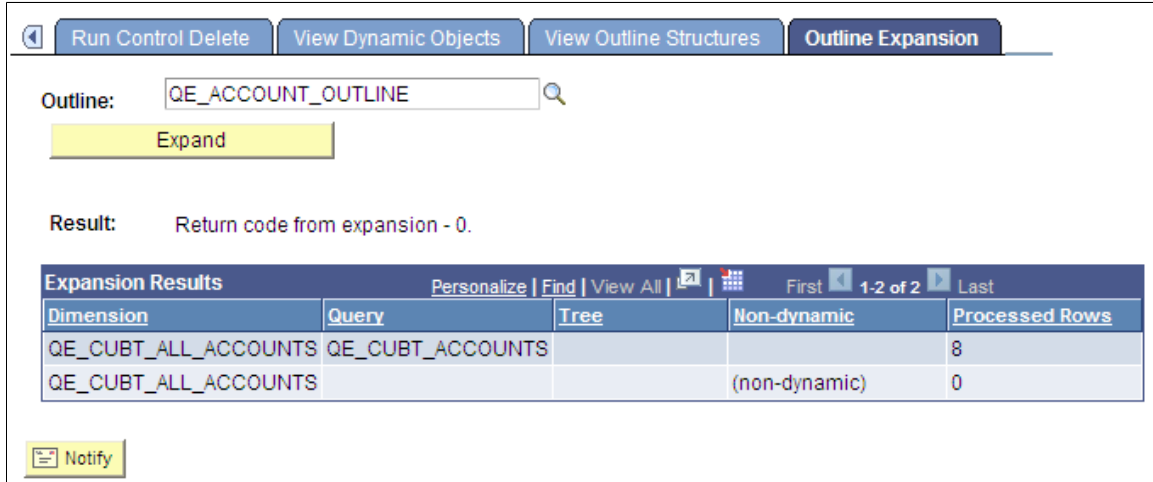 Run Control Delete View Dynamic Objects View Outline Structures Outline Expansion
Outline: QE_ACCOUNT_OUTLINE
Expand
Result: Return code from expansion - 0.
Expansion Results Personalize | Find | View All | | First 1-2 of 2 Last
Dimension Query Tree Non-dynamic Processed Rows
QE_CUBT_ALL_ACCOUNTS QE_CUBT_ACCOUNTS 8
QE_CUBT_ALL_ACCOUNTS (non-dynamic) 0
Notify